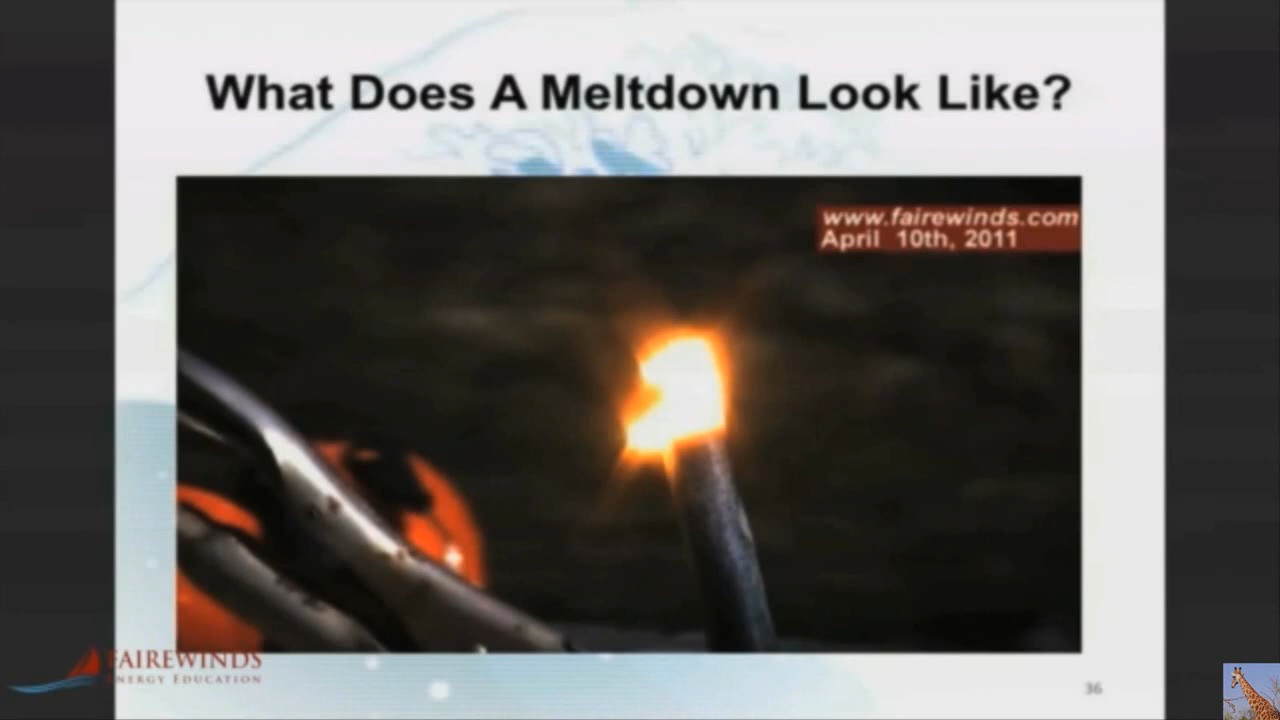 What Does A Meltdown Look Like?
www.fairewinds.com
April 10th, 2011
FAIREWINDS
ENERGY EDUCATION
36